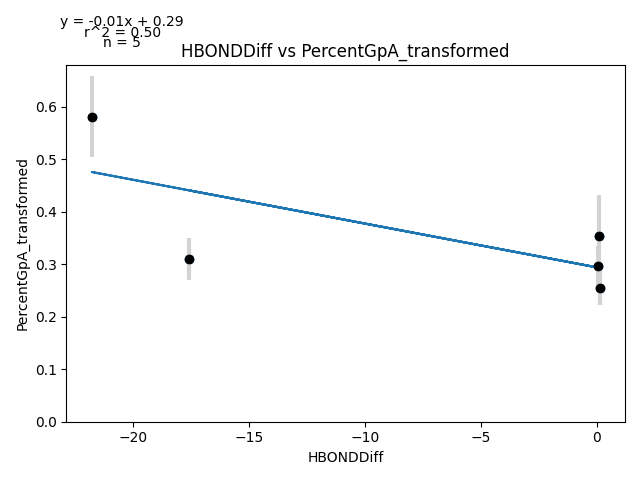 y = -0.01x + 0.29
r^2 = 0.50
n = 5
HBONDDiff vs PercentGpA_transformed
PercentGpA_transformed
0.6
0.5
0.4
0.3
0.2
0.1
0.0
−20
−15
−10
−5
0
HBONDDiff